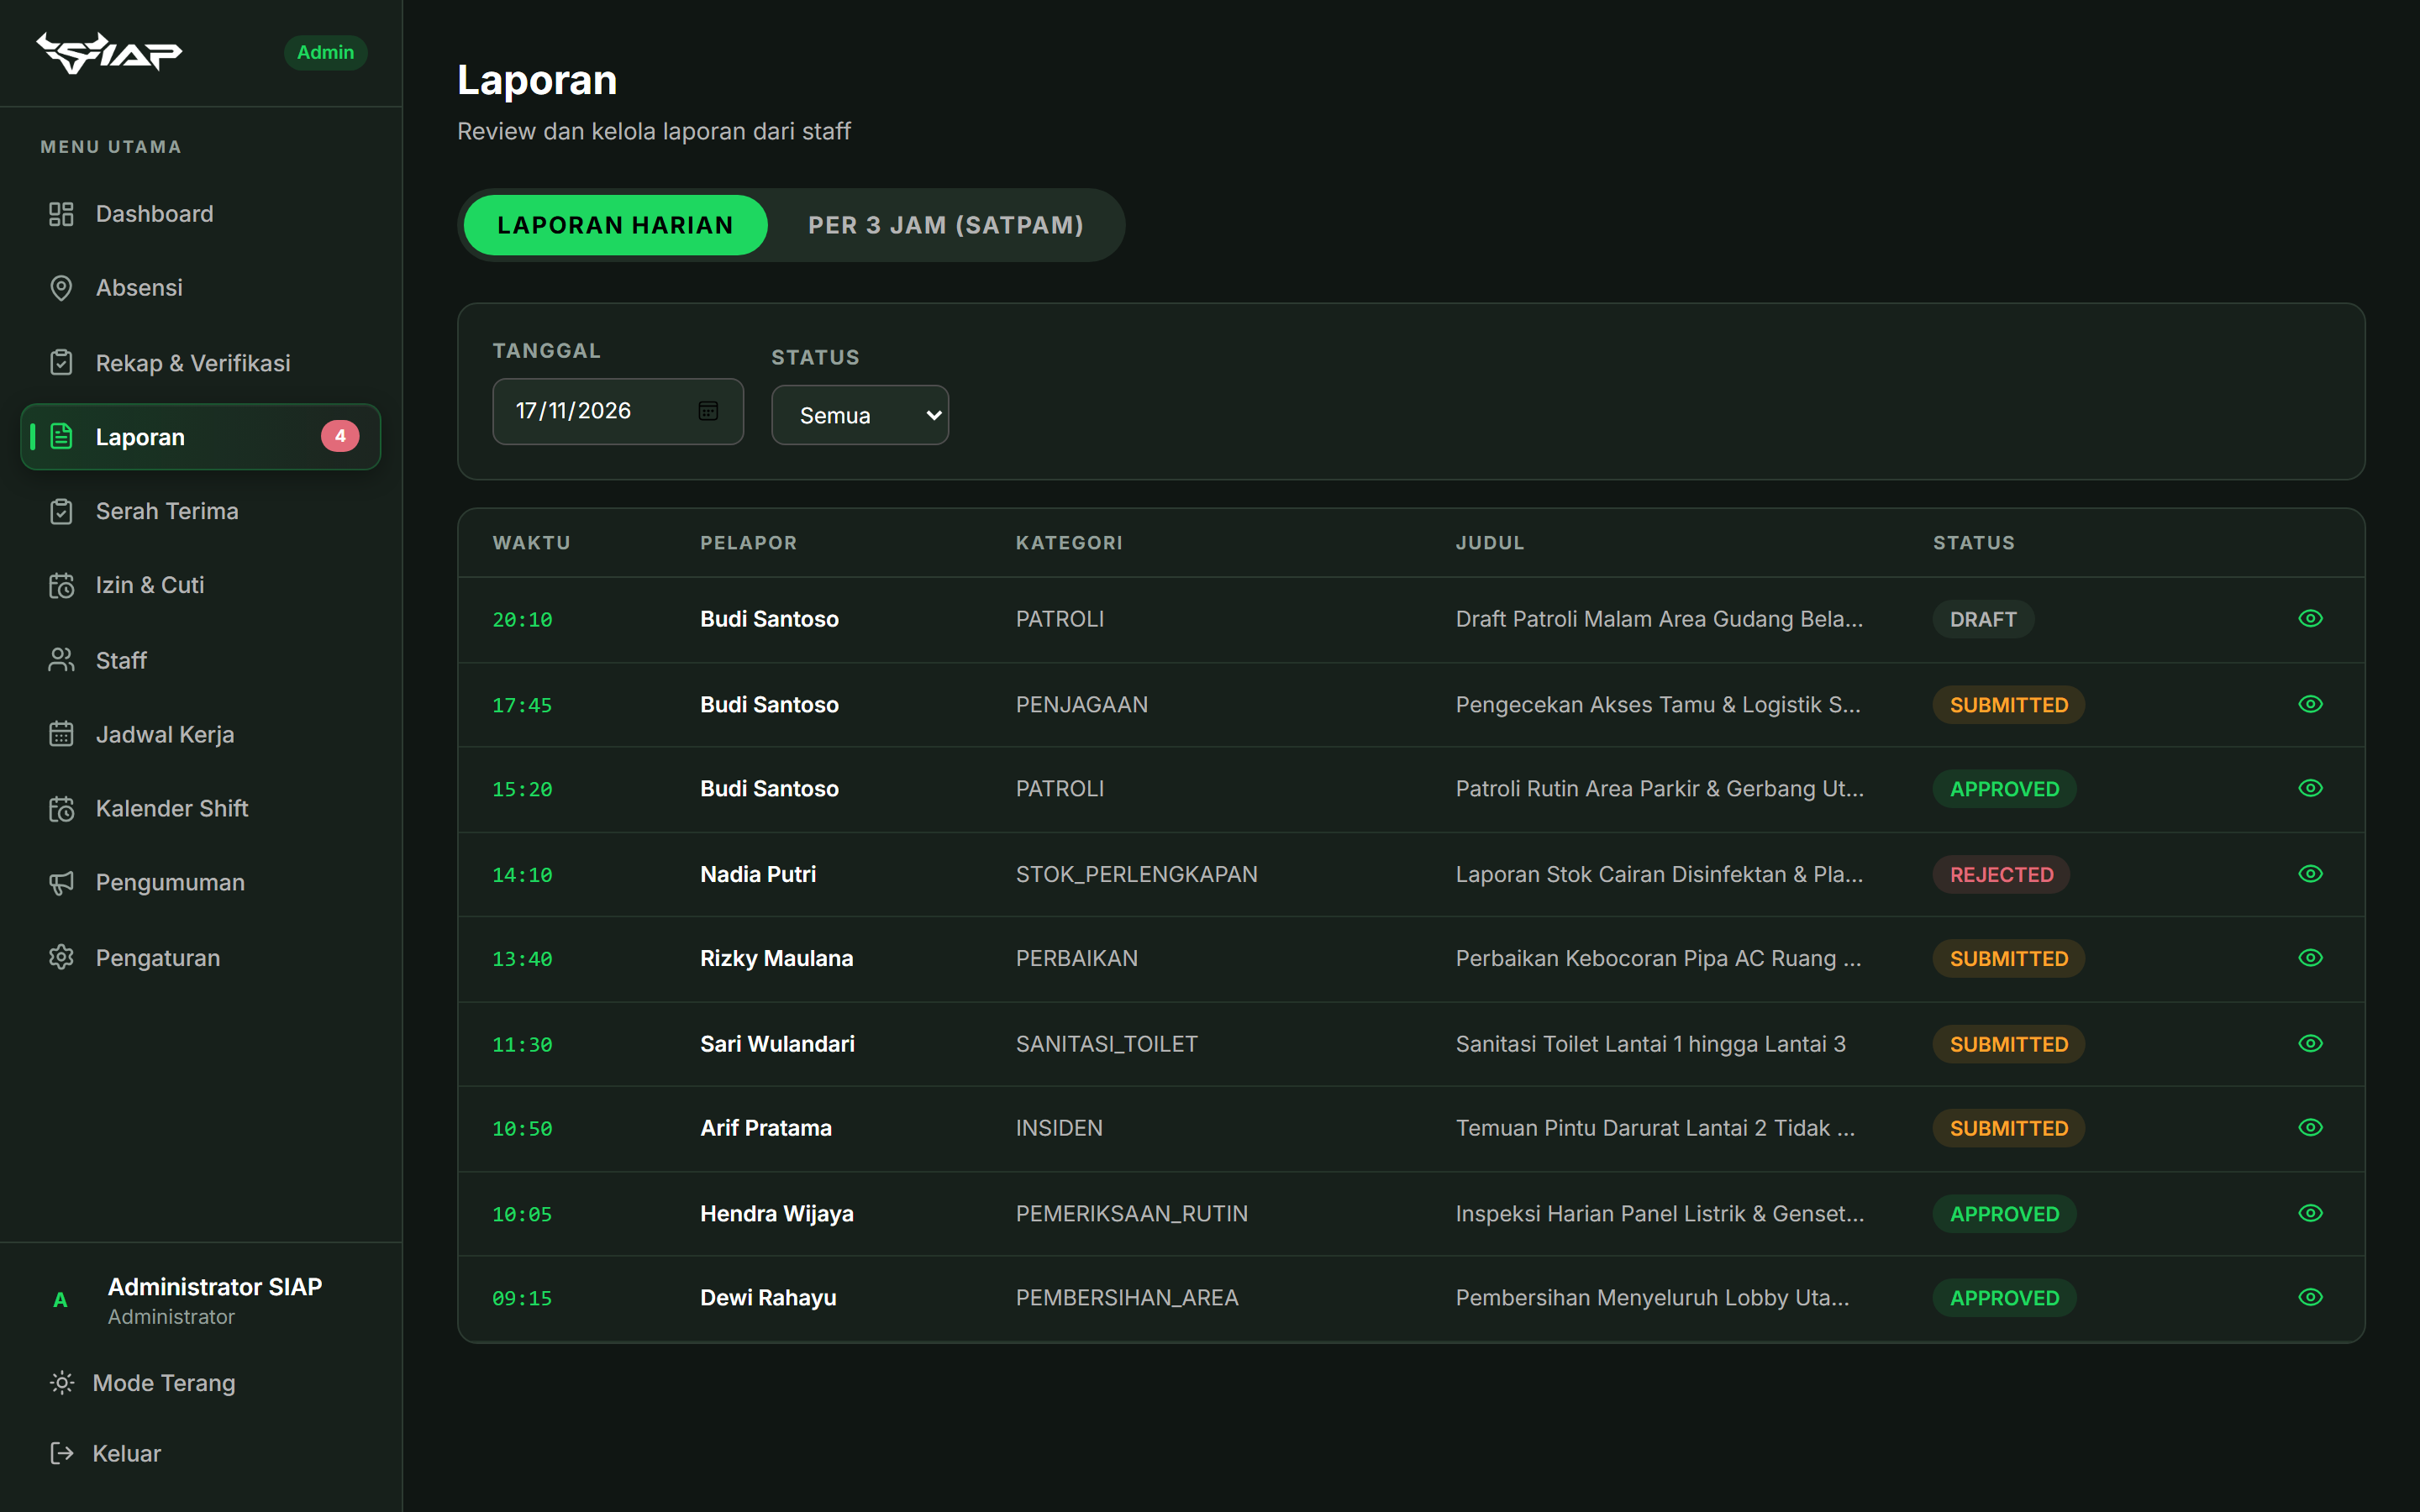 SIAP
Admin
MENU UTAMA
Dashboard
Absensi
Rekap & Verifikasi
Laporan 4
Serah Terima
Izin & Cuti
Staff
Jadwal Kerja
Kalender Shift
Pengumuman
Pengaturan
A
Administrator SIAP
Administrator
Mode Terang
Keluar
Laporan
Review dan kelola laporan dari staff
LAPORAN HARIAN PER 3 JAM (SATPAM)
TANGGAL STATUS
17/11/2026 Semua
WAKTU PELAPOR KATEGORI JUDUL STATUS
20:10 Budi Santoso PATROLI Draft Patroli Malam Area Gudang Bela... DRAFT
17:45 Budi Santoso PENJAGAAN Pengecekan Akses Tamu & Logistik S... SUBMITTED
15:20 Budi Santoso PATROLI Patroli Rutin Area Parkir & Gerbang Ut... APPROVED
14:10 Nadia Putri STOK_PERLENGKAPAN Laporan Stok Cairan Disinfektan & Pla... REJECTED
13:40 Rizky Maulana PERBAIKAN Perbaikan Kebocoran Pipa AC Ruang ... SUBMITTED
11:30 Sari Wulandari SANITASI_TOILET Sanitasi Toilet Lantai 1 hingga Lantai 3 SUBMITTED
10:50 Arif Pratama INSIDEN Temuan Pintu Darurat Lantai 2 Tidak ... SUBMITTED
10:05 Hendra Wijaya PEMERIKSAAN_RUTIN Inspeksi Harian Panel Listrik & Genset... APPROVED
09:15 Dewi Rahayu PEMBERSIHAN_AREA Pembersihan Menyeluruh Lobby Uta... APPROVED